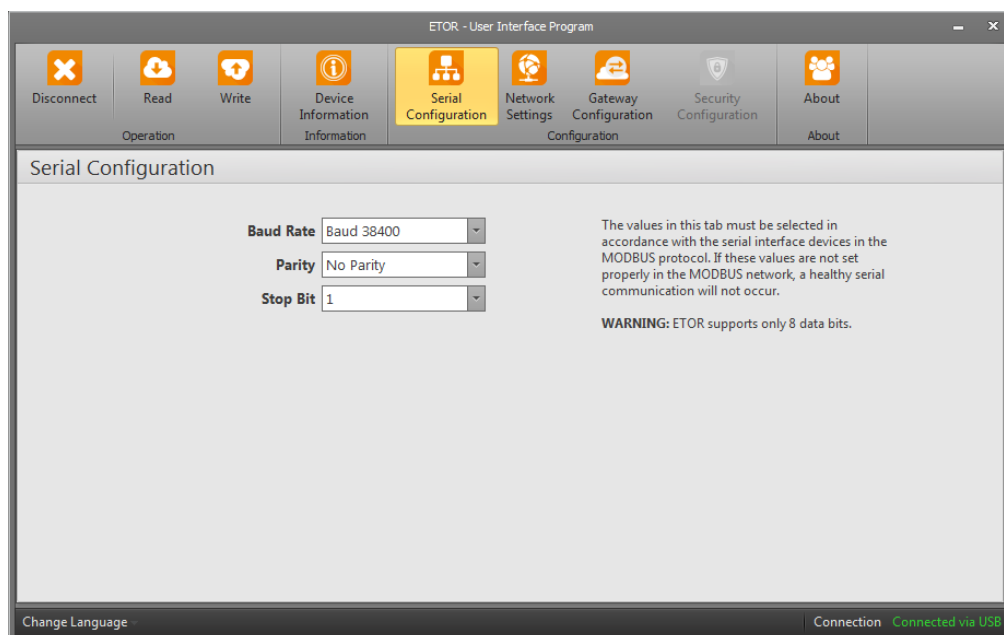 ETOR - User Interface Program
Disconnect
Read
Write
Operation
Device
Information
Information
Serial
Configuration
Network
Settings
Gateway
Configuration
Security
Configuration
Configuration
About
About
Serial Configuration
Baud Rate Baud 38400
Parity No Parity
Stop Bit 1
The values in this tab must be selected in
accordance with the serial interface devices in the
MODBUS protocol. If these values are not set
properly in the MODBUS network, a healthy serial
communication will not occur.
WARNING: ETOR supports only 8 data bits.
Change Language
Connection Connected via USB